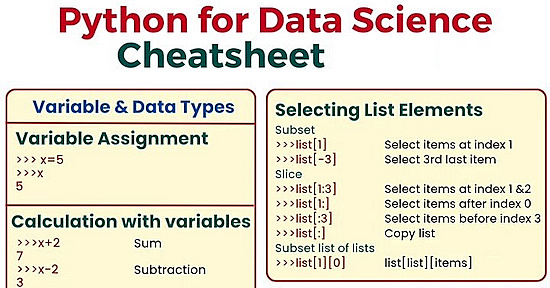 Python for Data Science
Cheatsheet
Variable & Data Types
Variable Assignment
>>> x=5
>>>x
5
Calculation with variables
>>>x+2 Sum
7
>>>x-2 Subtraction
3
Selecting List Elements
Subset
>>>list[1] Select items at index 1
>>>list[-3] Select 3rd last item
Slice
>>>list[1:3] Select items at index 1 &2
>>>list[1:] Select items after index 0
>>>list[:3] Select items before index 3
>>>list[:] Copy list
Subset list of lists
>>>list[1][0] list[list][items]